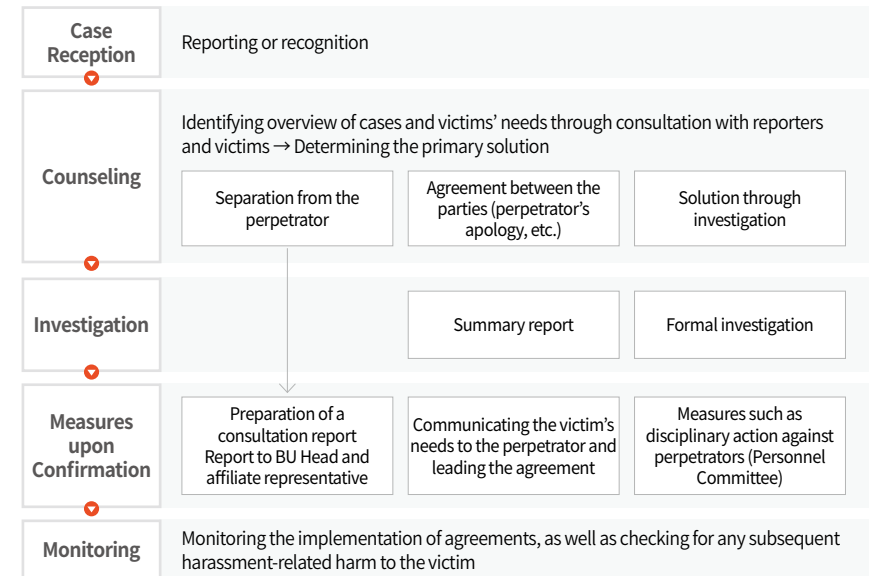 Case
Reception
Reporting or recognition
Counseling
Identifying overview of cases and victims’ needs through consultation with reporters
and victims → Determining the primary solution
Separation from the
perpetrator
Agreement between the
parties (perpetrator’s
apology, etc.)
Solution through
investigation
Investigation
Summary report
Formal investigation
Measures
upon
Confirmation
Preparation of a
consultation report
Report to BU Head and
affiliate representative
Communicating the victim’s
needs to the perpetrator and
leading the agreement
Measures such as
disciplinary action against
perpetrators (Personnel
Committee)
Monitoring
Monitoring the implementation of agreements, as well as checking for any subsequent
harassment-related harm to the victim